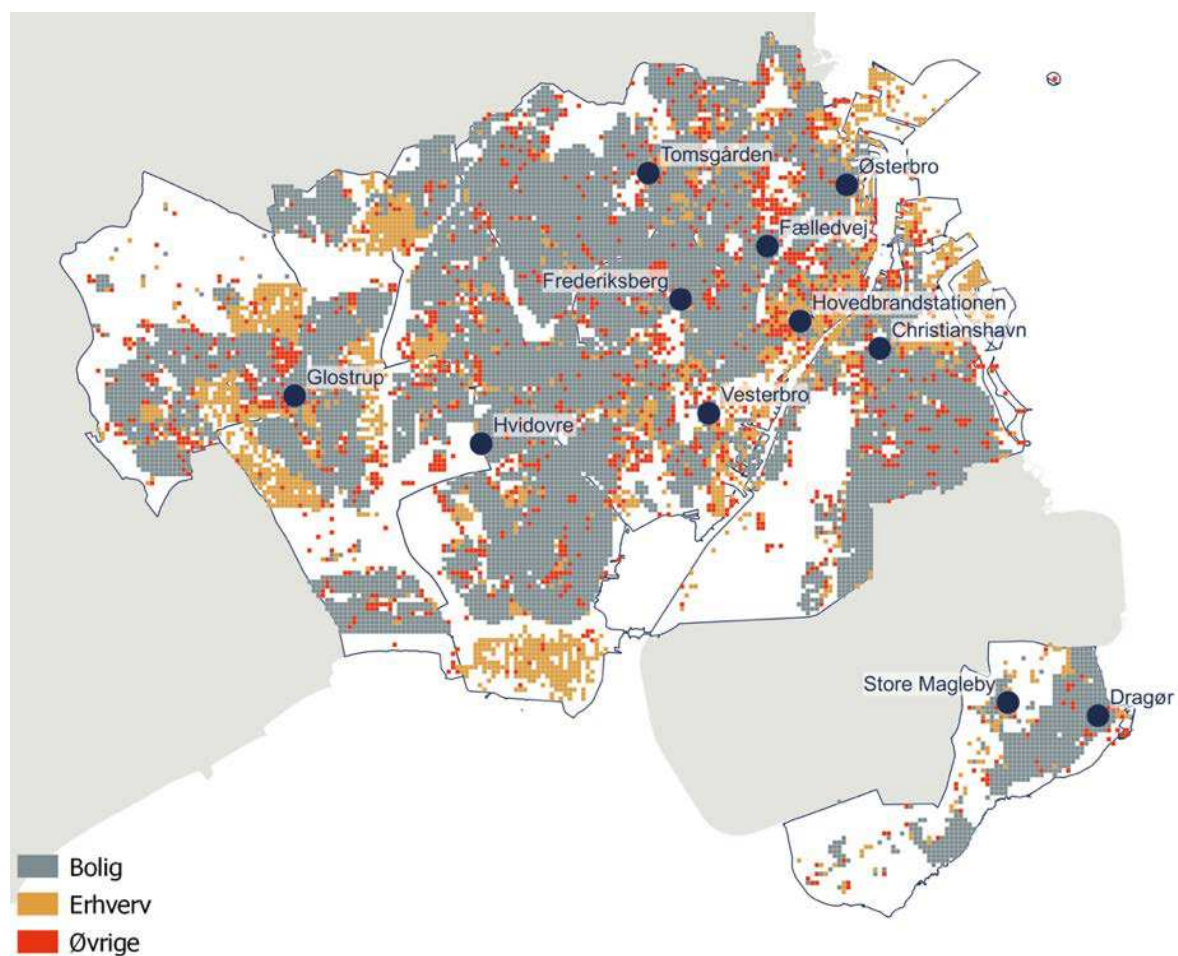 Tomsgården
Østerbro
Fælledvej
Frederiksberg
Hovedbrandstationen
Christianshavn
Glostrup
Vesterbro
Hvidovre
Store Magleby
Dragør
Bolig
Erhverv
Øvrige